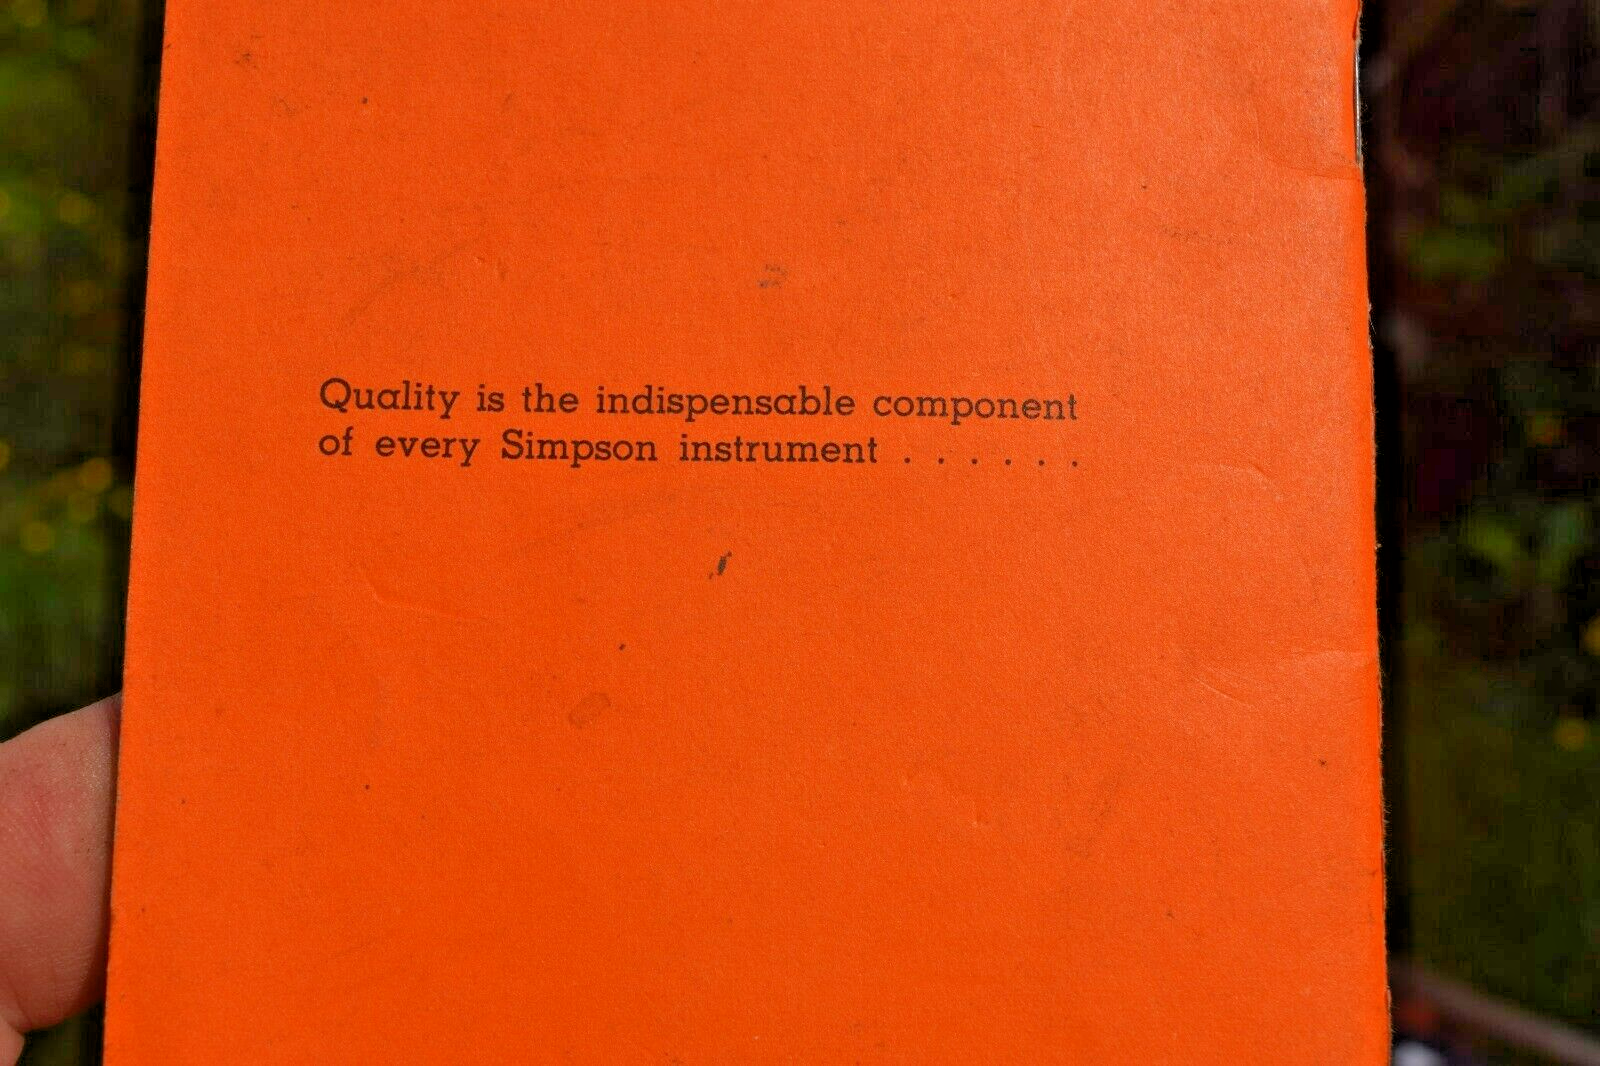 Quality is the indispensable component
of every Simpson instrument . . . . . .